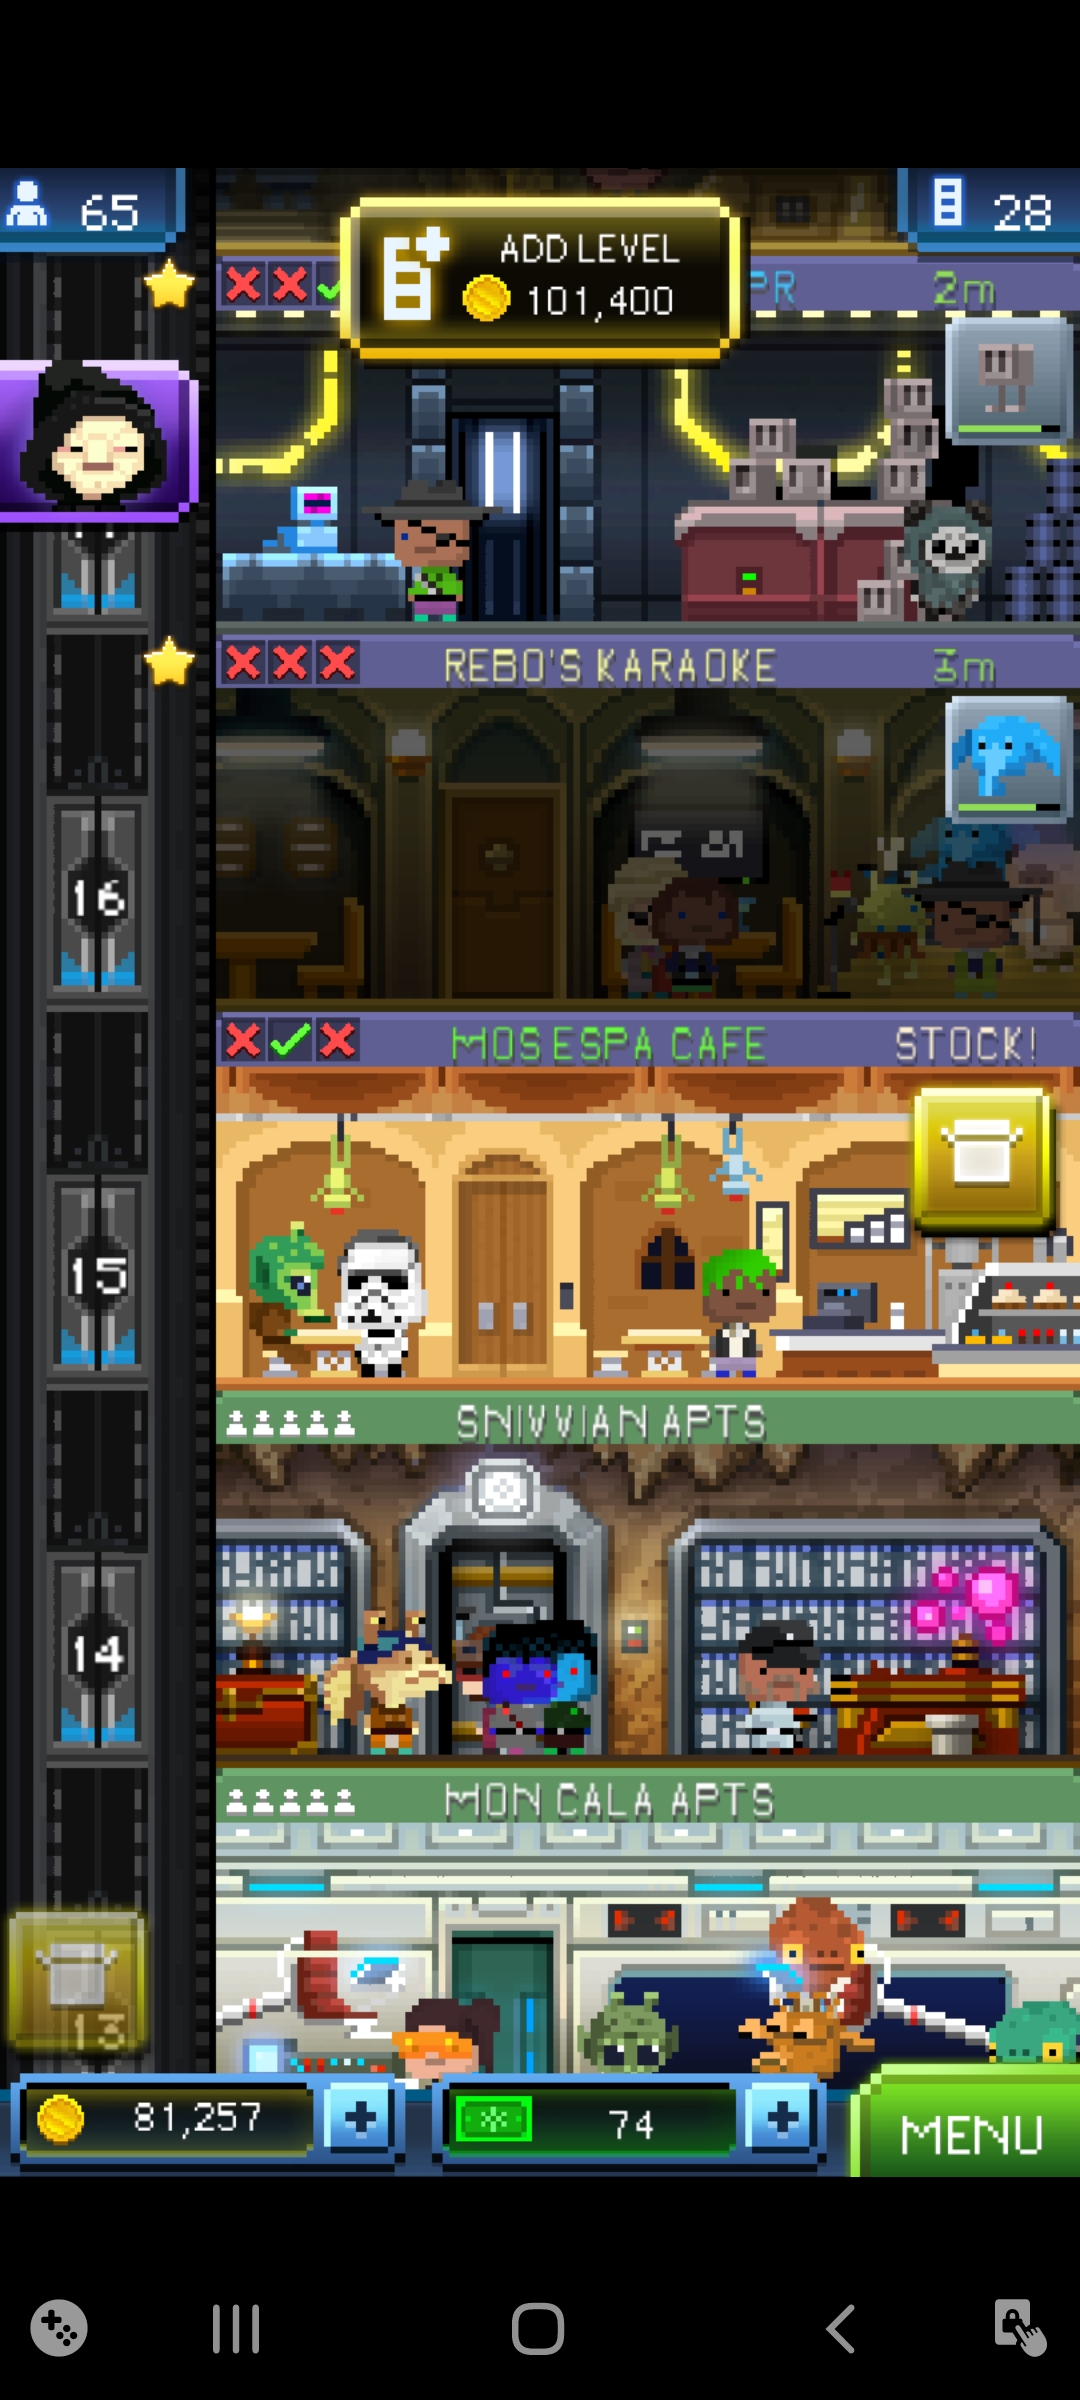 65
ADD LEVEL
101,400
28
PR
2m
REBO'S KARAOKE
3m
16
MOS ESPA CAFE
STOCK!
15
SNIVVIAN APTS
14
MON CALA APTS
13
81,257
74
MENU